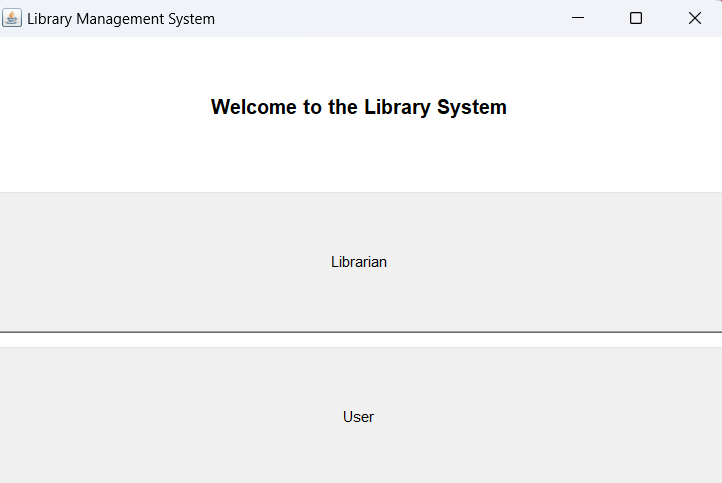 Library Management System
Welcome to the Library System
Librarian
User